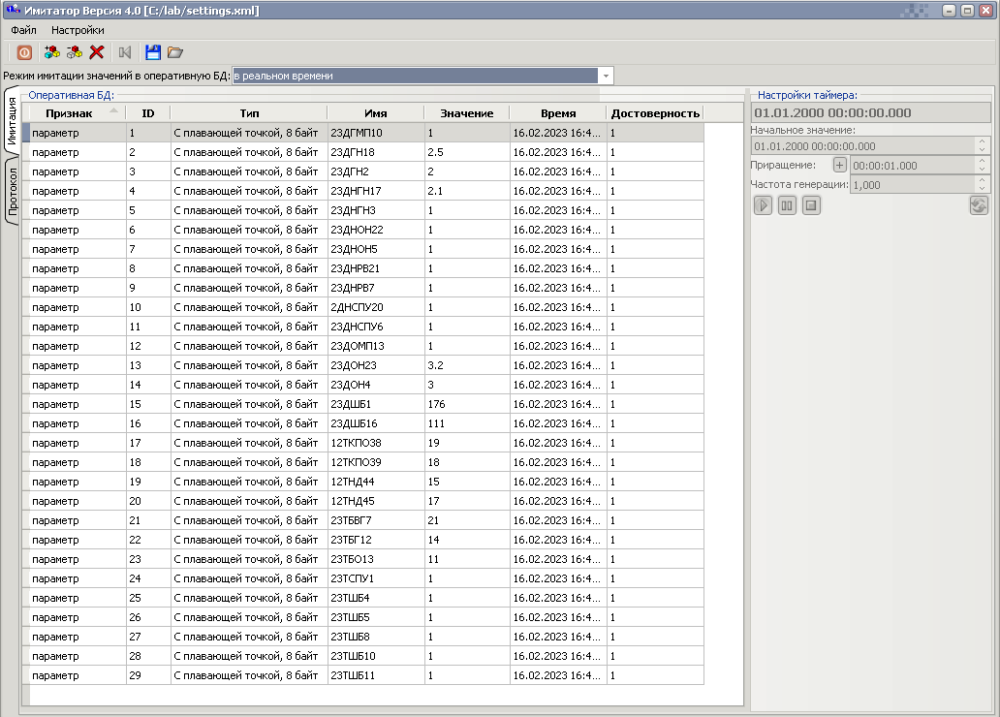 Имитатор Версия 4.0 [C:/lab/settings.xml]
Файл Настройки
Режим имитации значений в оперативную БД: в реальном времени
Имитация
Протокол
Оперативная БД:
Признак ID Тип Имя Значение Время Достоверность
параметр 1 С плавающей точкой, 8 байт 23ДГМП10 1 16.02.2023 16:4... 1
параметр 2 С плавающей точкой, 8 байт 23ДГН18 2.5 16.02.2023 16:4... 1
параметр 3 С плавающей точкой, 8 байт 23ДГН2 2 16.02.2023 16:4... 1
параметр 4 С плавающей точкой, 8 байт 23ДНГН17 2.1 16.02.2023 16:4... 1
параметр 5 С плавающей точкой, 8 байт 23ДНГН3 1 16.02.2023 16:4... 1
параметр 6 С плавающей точкой, 8 байт 23ДНОН22 1 16.02.2023 16:4... 1
параметр 7 С плавающей точкой, 8 байт 23ДНОН5 1 16.02.2023 16:4... 1
параметр 8 С плавающей точкой, 8 байт 23ДНРВ21 1 16.02.2023 16:4... 1
параметр 9 С плавающей точкой, 8 байт 23ДНРВ7 1 16.02.2023 16:4... 1
параметр 10 С плавающей точкой, 8 байт 2ДНСПУ20 1 16.02.2023 16:4... 1
параметр 11 С плавающей точкой, 8 байт 23ДНСПУ6 1 16.02.2023 16:4... 1
параметр 12 С плавающей точкой, 8 байт 23ДОМП13 1 16.02.2023 16:4... 1
параметр 13 С плавающей точкой, 8 байт 23ДОН23 3.2 16.02.2023 16:4... 1
параметр 14 С плавающей точкой, 8 байт 23ДОН4 3 16.02.2023 16:4... 1
параметр 15 С плавающей точкой, 8 байт 23ДШБ1 176 16.02.2023 16:4... 1
параметр 16 С плавающей точкой, 8 байт 23ДШБ16 111 16.02.2023 16:4... 1
параметр 17 С плавающей точкой, 8 байт 12ТКПО38 19 16.02.2023 16:4... 1
параметр 18 С плавающей точкой, 8 байт 12ТКПО39 18 16.02.2023 16:4... 1
параметр 19 С плавающей точкой, 8 байт 12ТНД44 15 16.02.2023 16:4... 1
параметр 20 С плавающей точкой, 8 байт 12ТНД45 17 16.02.2023 16:4... 1
параметр 21 С плавающей точкой, 8 байт 23ТБВГ7 21 16.02.2023 16:4... 1
параметр 22 С плавающей точкой, 8 байт 23ТБГ12 14 16.02.2023 16:4... 1
параметр 23 С плавающей точкой, 8 байт 23ТБО13 11 16.02.2023 16:4... 1
параметр 24 С плавающей точкой, 8 байт 23ТСПУ1 1 16.02.2023 16:4... 1
параметр 25 С плавающей точкой, 8 байт 23ТШБ4 1 16.02.2023 16:4... 1
параметр 26 С плавающей точкой, 8 байт 23ТШБ5 1 16.02.2023 16:4... 1
параметр 27 С плавающей точкой, 8 байт 23ТШБ8 1 16.02.2023 16:4... 1
параметр 28 С плавающей точкой, 8 байт 23ТШБ10 1 16.02.2023 16:4... 1
параметр 29 С плавающей точкой, 8 байт 23ТШБ11 1 16.02.2023 16:4... 1
Настройки таймера:
01.01.2000 00:00:00.000
Начальное значение:
01.01.2000 00:00:00.000
Приращение: + 00:00:01.000
Частота генерации: 1,000